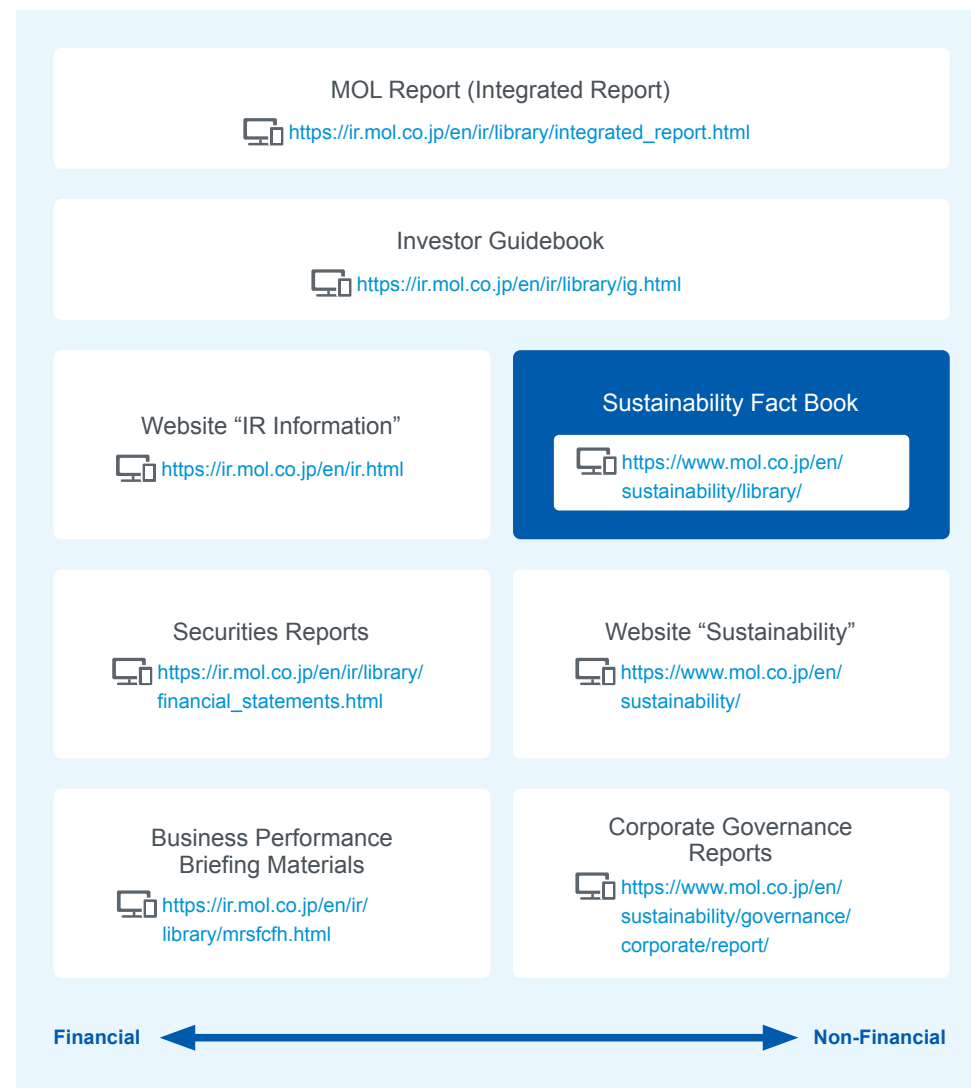 MOL Report (Integrated Report)
https://ir.mol.co.jp/en/ir/library/integrated_report.html
Investor Guidebook
https://ir.mol.co.jp/en/ir/library/ig.html
Website “IR Information”
https://ir.mol.co.jp/en/ir.html
Sustainability Fact Book
https://www.mol.co.jp/en/
sustainability/library/
Securities Reports
https://ir.mol.co.jp/en/ir/library/
financial_statements.html
Website “Sustainability”
https://www.mol.co.jp/en/
sustainability/
Business Performance
Briefing Materials
https://ir.mol.co.jp/en/ir/
library/mrsfcfh.html
Corporate Governance
Reports
https://www.mol.co.jp/en/
sustainability/governance/
corporate/report/
Financial
Non-Financial